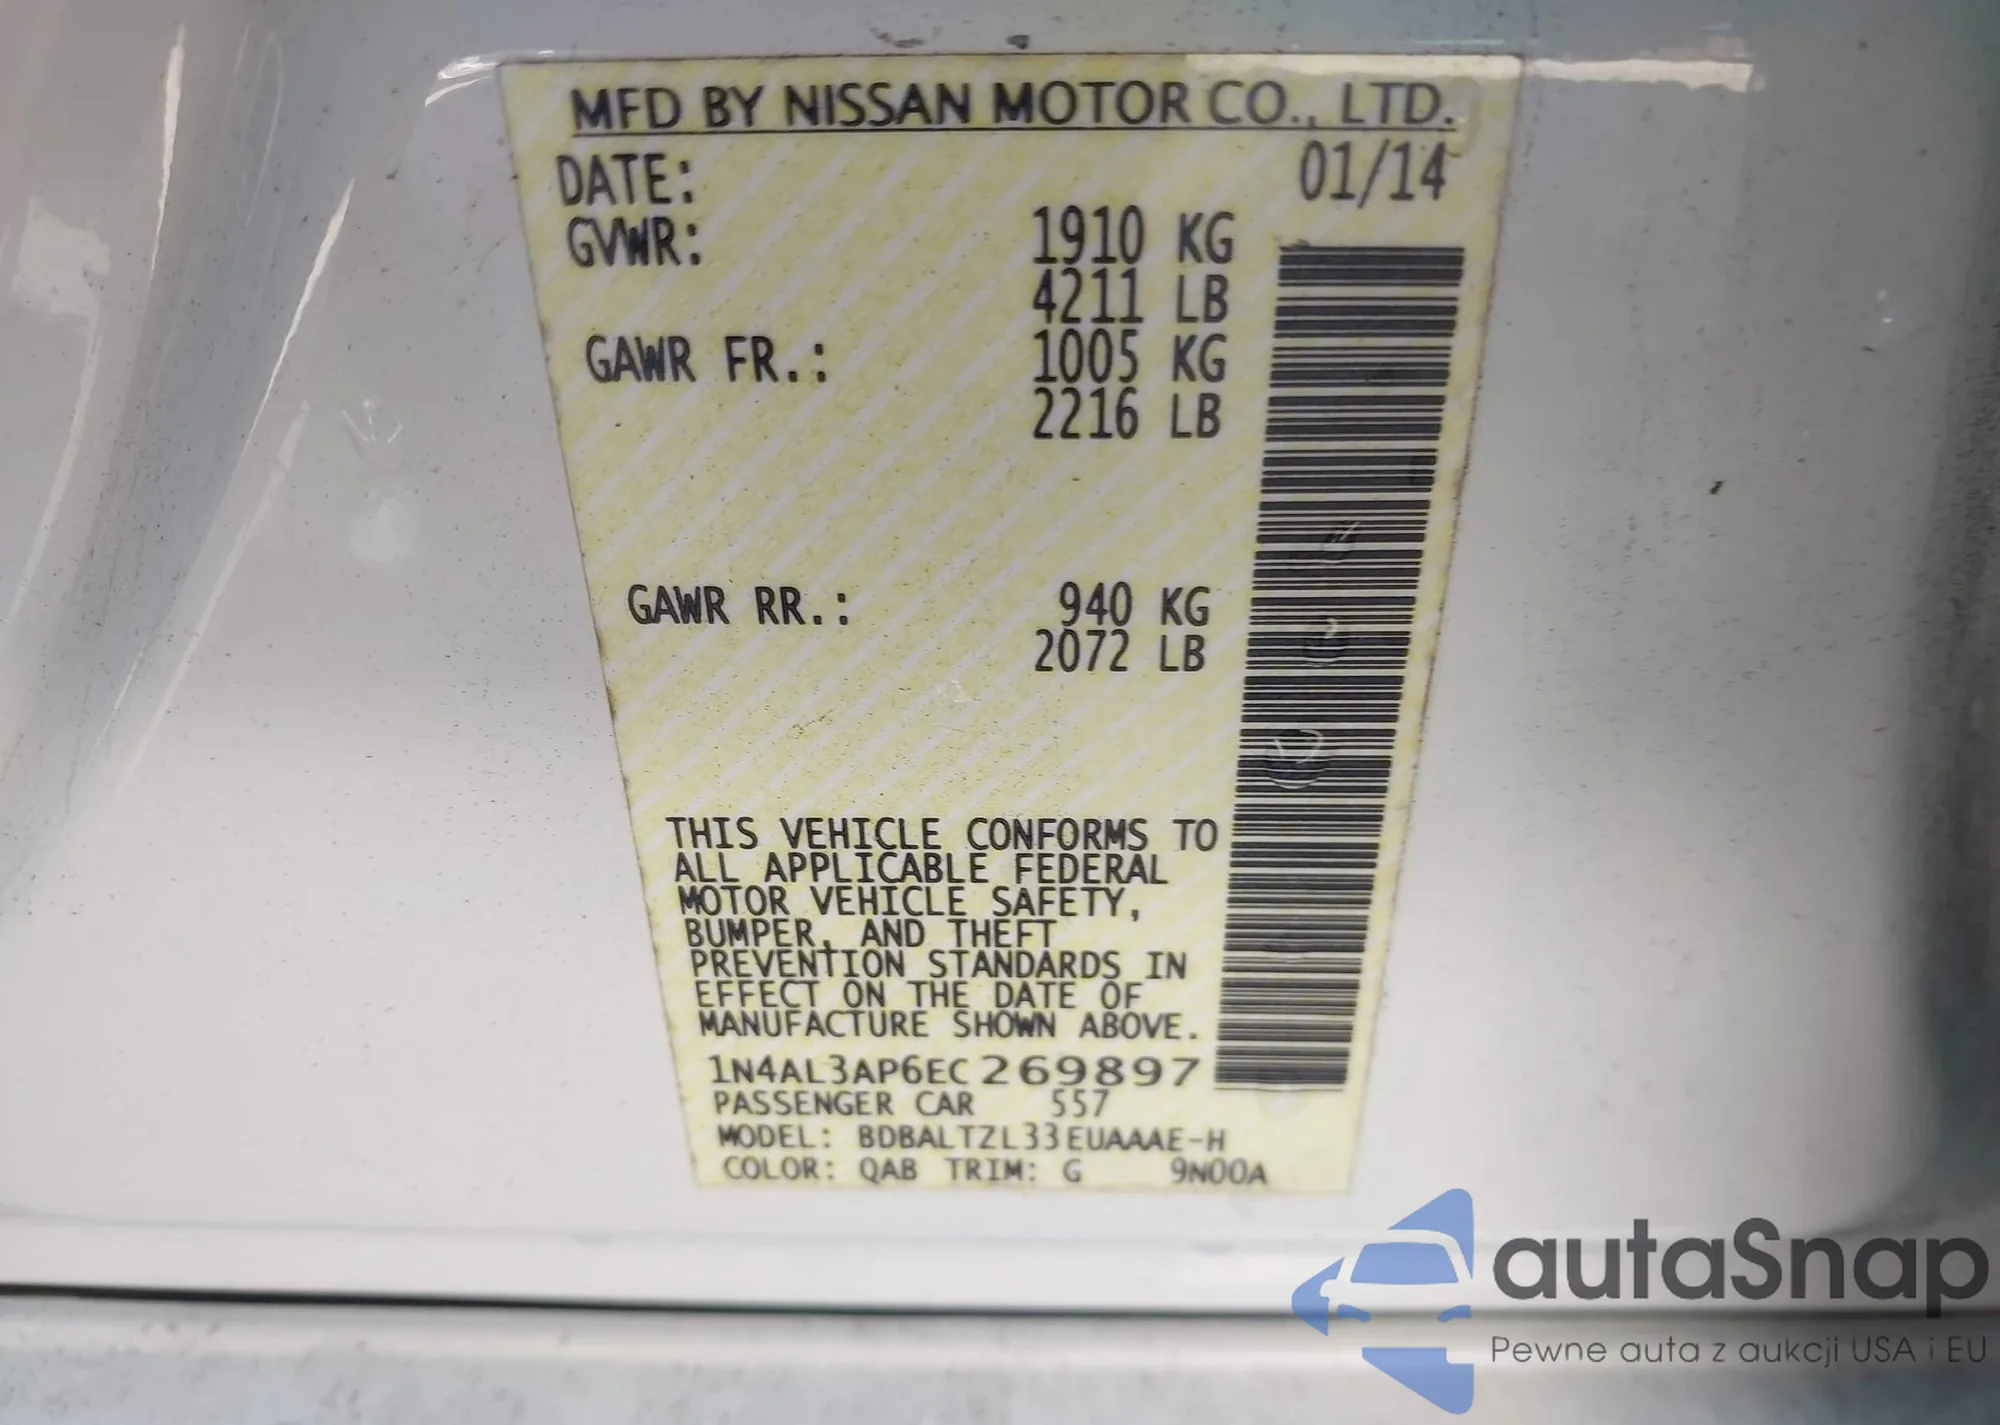 MFD BY NISSAN MOTOR CO., LTD.
DATE: 01/14
GVWR: 1910 KG
4211 LB
GAWR FR.: 1005 KG
2216 LB
GAWR RR.: 940 KG
2072 LB
THIS VEHICLE CONFORMS TO
ALL APPLICABLE FEDERAL
MOTOR VEHICLE SAFETY,
BUMPER, AND THEFT
PREVENTION STANDARDS IN
EFFECT ON THE DATE OF
MANUFACTURE SHOWN ABOVE.
1N4AL3AP6EC269897
PASSENGER CAR 557
MODEL: BDBALTZL33EUAAAE-H
COLOR: QAB TRIM: G 9N00A
autaSnap
Pewne auta z aukcji USA i EU